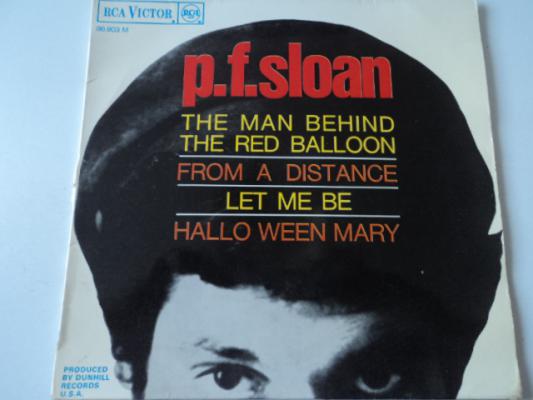 RCA VICTOR RCA
86.903 M
p.f.sloan
THE MAN BEHIND
THE RED BALLOON
FROM A DISTANCE
LET ME BE
HALLO WEEN MARY
PRODUCED
BY DUNHILL
RECORDS
U.S.A.